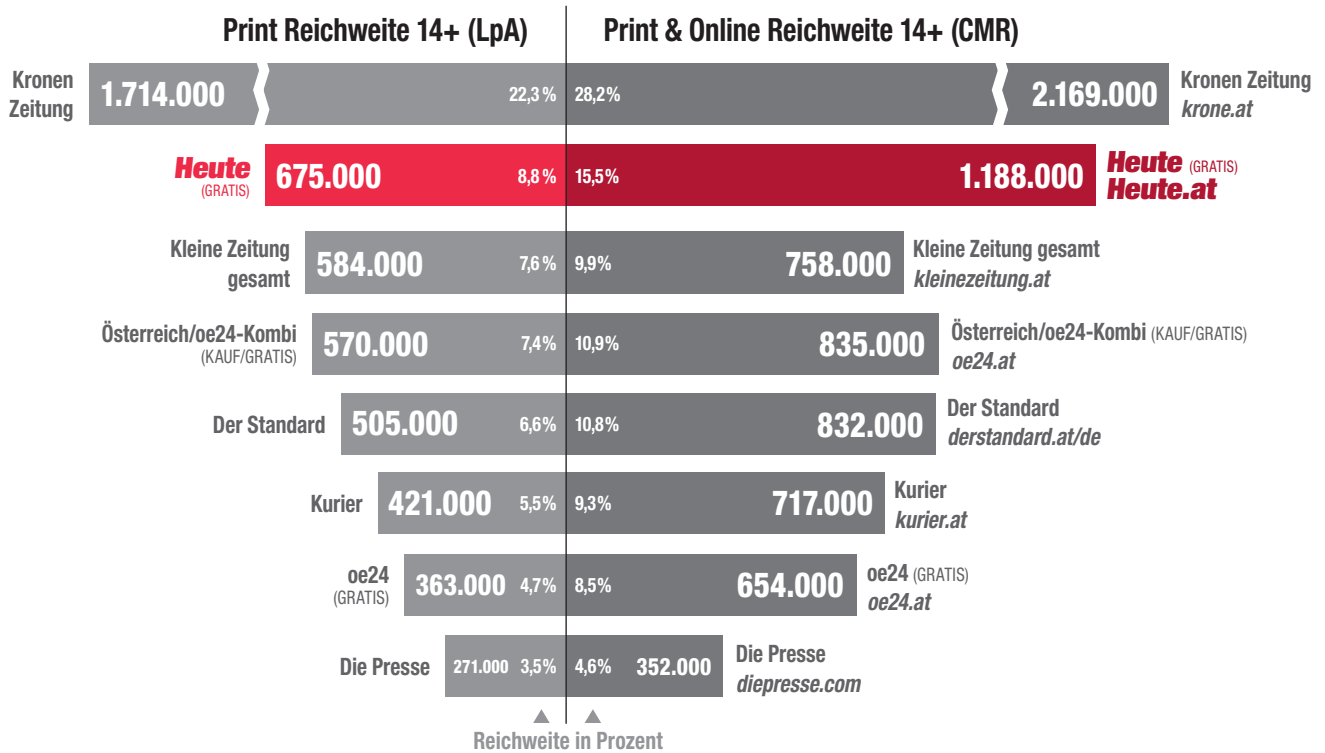 Print Reichweite 14+ (LpA)
Print & Online Reichweite 14+ (CMR)
Kronen
Zeitung
1.714.000
22,3 %
28,2%
2.169.000
Kronen Zeitung
krone.at
Heute
(GRATIS)
675.000
8,8 %
15,5%
1.188.000
Heute (GRATIS)
Heute.at
Kleine Zeitung
gesamt
584.000
7,6 %
9,9%
758.000
Kleine Zeitung gesamt
kleinezeitung.at
Österreich/oe24-Kombi
(KAUF/GRATIS)
570.000
7,4%
10,9%
835.000
Österreich/oe24-Kombi (KAUF/GRATIS)
oe24.at
Der Standard
505.000
6,6%
10,8%
832.000
Der Standard
derstandard.at/de
Kurier
421.000
5,5%
9,3%
717.000
Kurier
kurier.at
oe24
(GRATIS)
363.000
4,7%
8,5%
654.000
oe24 (GRATIS)
oe24.at
Die Presse
271.000
3,5%
4,6%
352.000
Die Presse
diepresse.com
Reichweite in Prozent